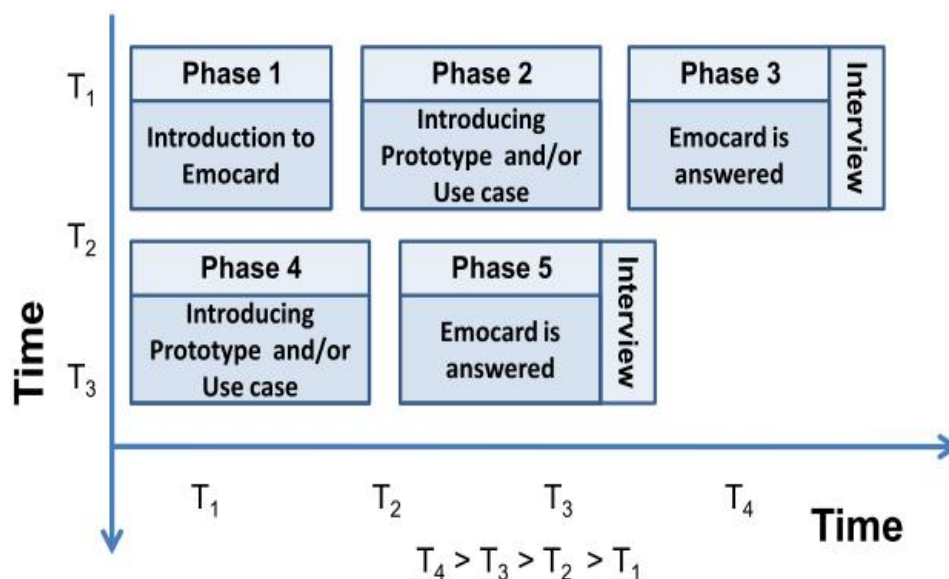 T₁
Phase 1
Phase 2
Phase 3
Interview
Introduction to
Emocard
Introducing
Prototype and/or
Use case
Emocard is
answered
T₂
Phase 4
Phase 5
Interview
Introducing
Prototype and/or
Use case
Emocard is
answered
T₃
Time
T₁
T₂
T₃
T₄
Time
T₄ > T₃ > T₂ > T₁